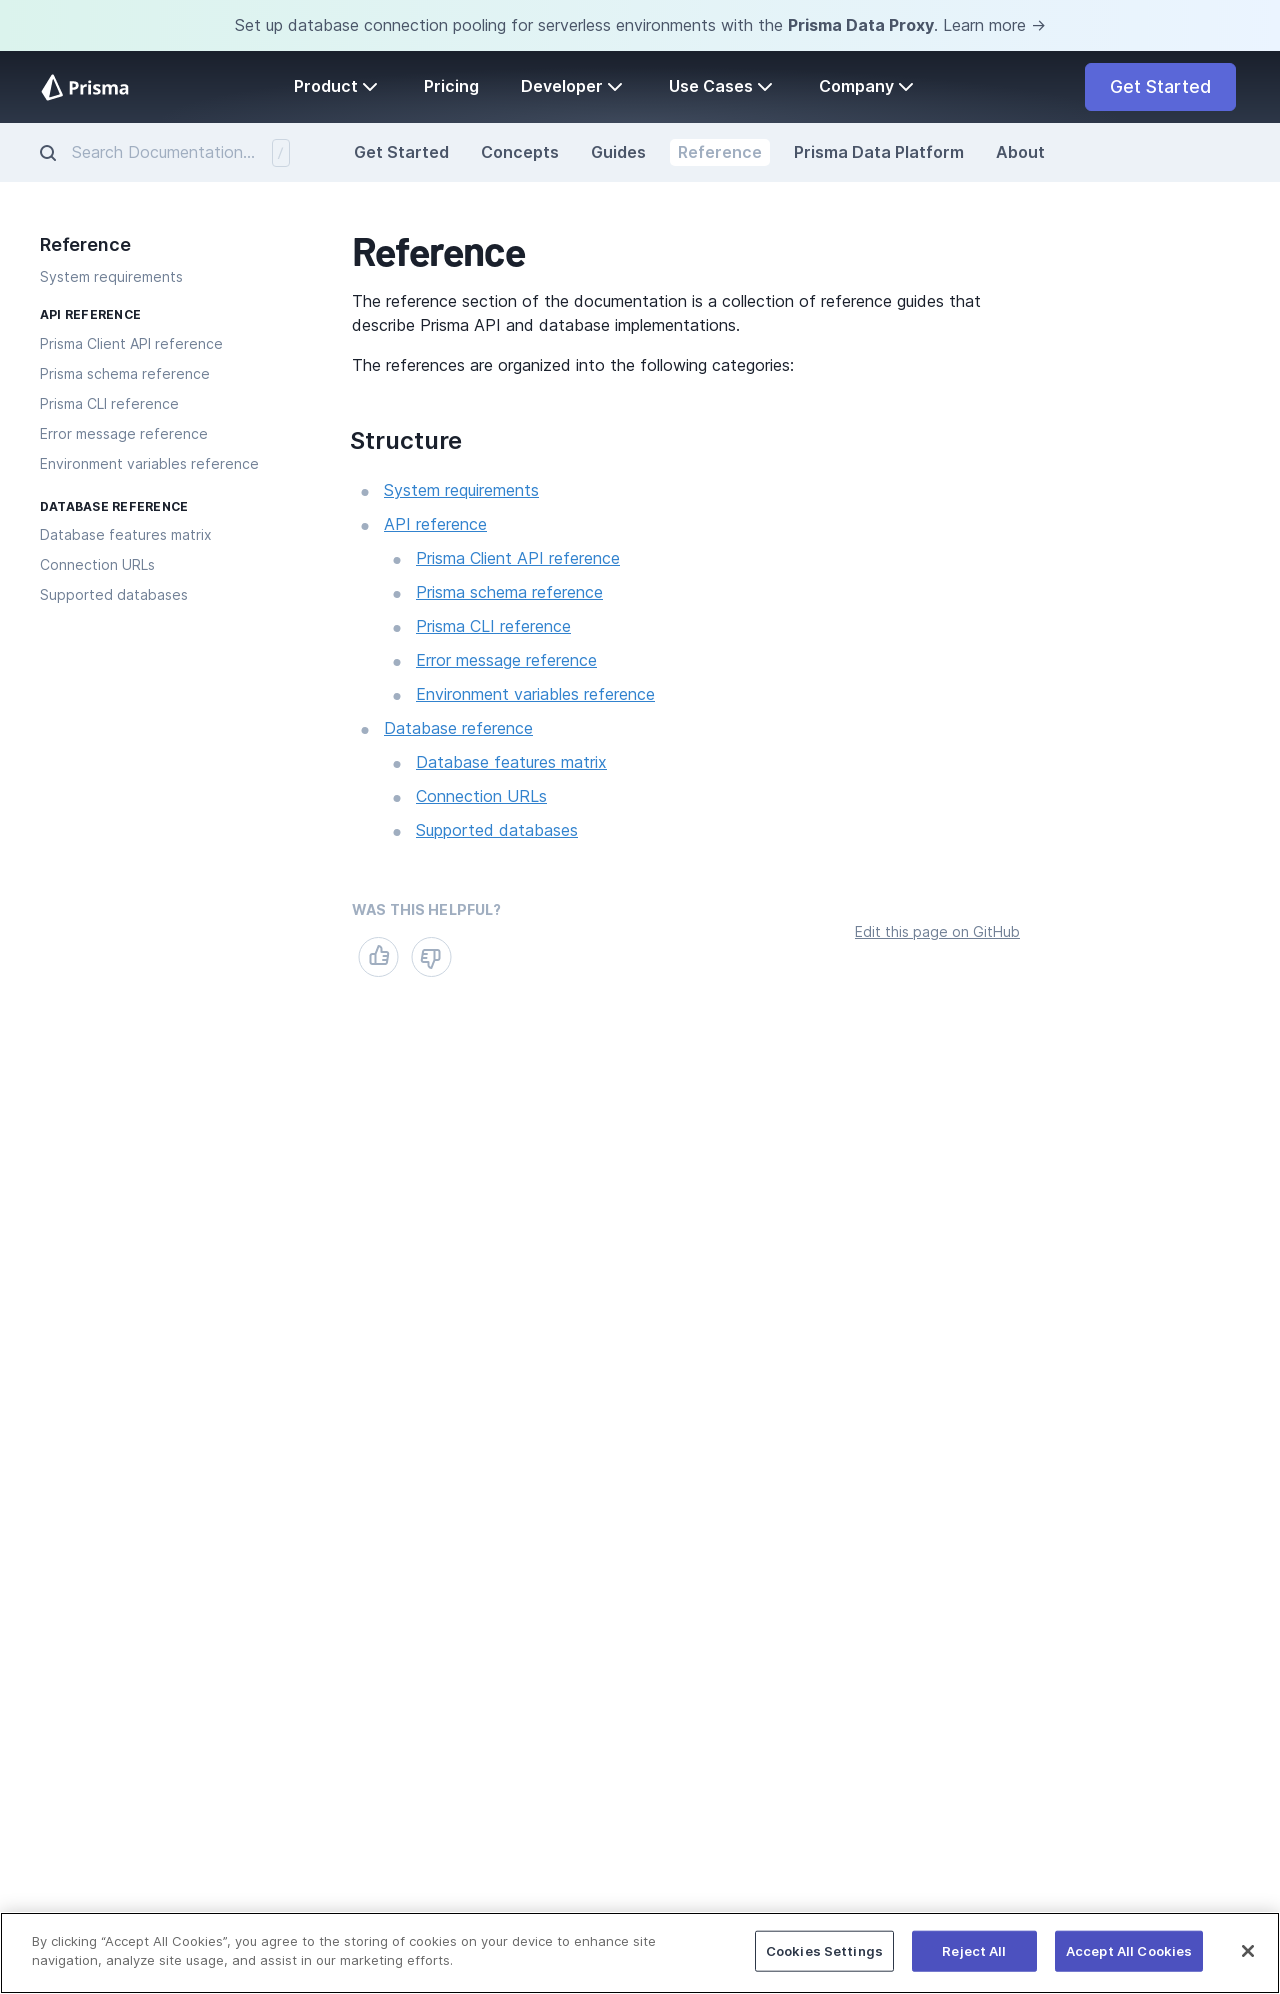 Set up database connection pooling for serverless environments with the Prisma Data Proxy. Learn more →
Prisma
Product
Pricing
Developer
Use Cases
Company
Get Started
Search Documentation...
/
Get Started
Concepts
Guides
Reference
Prisma Data Platform
About
Reference
System requirements
API REFERENCE
Prisma Client API reference
Prisma schema reference
Prisma CLI reference
Error message reference
Environment variables reference
DATABASE REFERENCE
Database features matrix
Connection URLs
Supported databases
Reference
The reference section of the documentation is a collection of reference guides that
describe Prisma API and database implementations.
The references are organized into the following categories:
Structure
System requirements
API reference
Prisma Client API reference
Prisma schema reference
Prisma CLI reference
Error message reference
Environment variables reference
Database reference
Database features matrix
Connection URLs
Supported databases
WAS THIS HELPFUL?
Edit this page on GitHub
By clicking “Accept All Cookies”, you agree to the storing of cookies on your device to enhance site
navigation, analyze site usage, and assist in our marketing efforts.
Cookies Settings
Reject All
Accept All Cookies